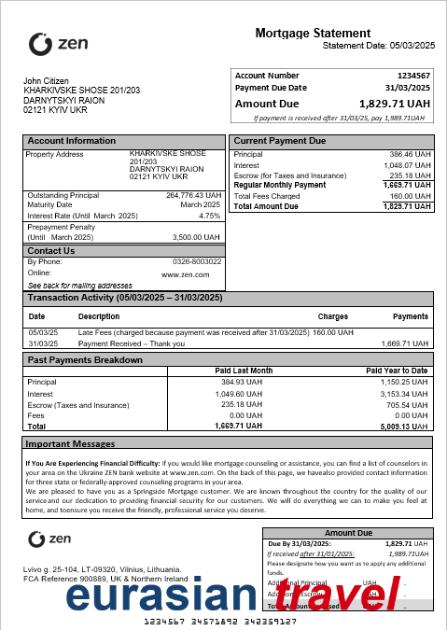 zen
Mortgage Statement
Statement Date: 05/03/2025
John Citizen
KHARKIVSKE SHOSE 201/203
DARNYTSKYI RAION
02121 KYIV UKR
Account Number 1234567
Payment Due Date 31/03/2025
Amount Due 1,829.71 UAH
If payment is received after 31/03/25, pay 1,989.71UAH
Account Information
Property Address KHARKIVSKE SHOSE
201/203
DARNYTSKYI RAION
02121 KYIV UKR
Outstanding Principal 264,776.43 UAH
Maturity Date March 2025
Interest Rate (Until March 2025) 4.75%
Prepayment Penalty
(Until March 2025) 3,500.00 UAH
Contact Us
By Phone: 0326-8003022
Online: www.zen.com
See back for mailing addresses
Current Payment Due
Principal 386.46 UAH
Interest 1,048.07 UAH
Escrow (for Taxes and Insurance) 235.18 UAH
Regular Monthly Payment 1,669.71 UAH
Total Fees Charged 160.00 UAH
Total Amount Due 1,829.71 UAH
Transaction Activity (05/03/2025 – 31/03/2025)
Date Description Charges Payments
05/03/25 Late Fees (charged because payment was received after 31/03/2025) 160.00 UAH
31/03/25 Payment Received – Thank you 1,669.71 UAH
Past Payments Breakdown
Paid Last Month Paid Year to Date
Principal 384.93 UAH 1,150.25 UAH
Interest 1,049.60 UAH 3,153.34 UAH
Escrow (Taxes and Insurance) 235.18 UAH 705.54 UAH
Fees 0.00 UAH 0.00 UAH
Total 1,669.71 UAH 5,009.13 UAH
Important Messages
If You Are Experiencing Financial Difficulty: If you would like mortgage counseling or assistance, you can find a list of counselors in
your area on the Ukraine ZEN bank website at www.zen.com. On the back of this page, we havealso provided contact information
for three state or federally-approved counseling programs in your area.
We are pleased to have you as a Springside Mortgage customer. We are known throughout the country for the quality of our
service and our dedication to providing financial security for our customers. We will do everything we can to make you feel at
home, and toensure you receive the friendly, professional service you deserve.
zen
Lvivo g. 25-104, LT-09320, Vilnius, Lithuania.
FCA Reference 900889, UK & Northern Ireland
Amount Due
Due By 31/03/2025: 1,829.71 UAH
If received after 31/01/2025: 1,989.71UAH
Please designate how you want us to apply any additional
funds.
Additional Principal UAH
UAH
Total Amount
eurasian travel
1234567 34571892 342359127